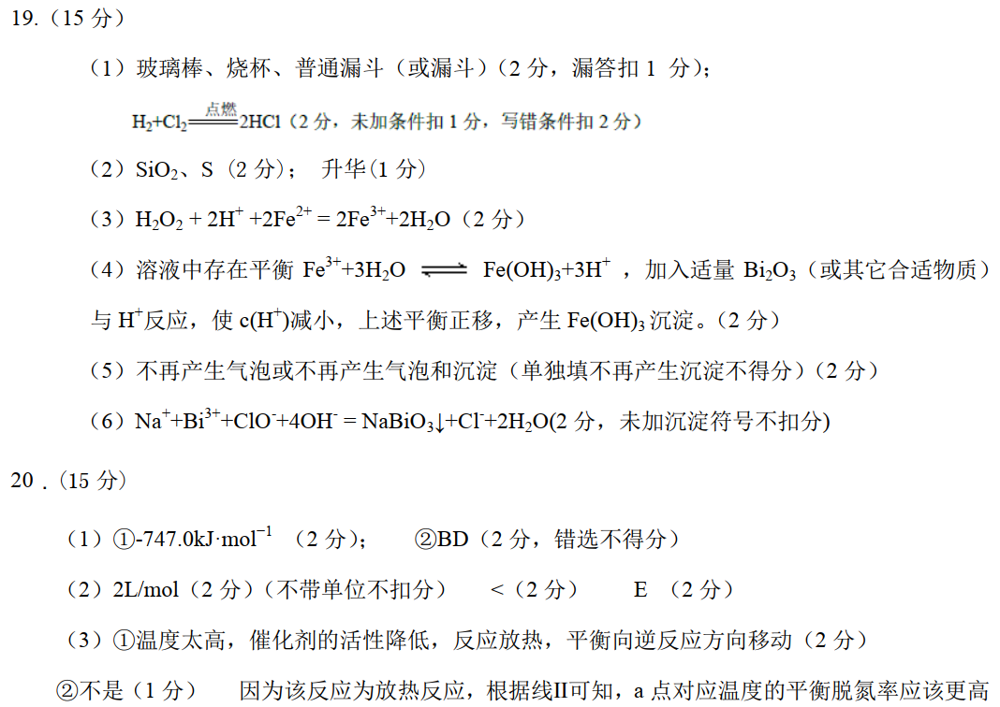 19.（15 分）
（1）玻璃棒、烧杯、普通漏斗（或漏斗）（2 分，漏答扣 1 分）；
点燃
H₂+Cl₂══2HCl（2 分，未加条件扣 1 分，写错条件扣 2 分）
（2）SiO₂、S（2 分）； 升华(1 分)
（3）H₂O₂ + 2H⁺ +2Fe²⁺ = 2Fe³⁺+2H₂O（2 分）
（4）溶液中存在平衡 Fe³⁺+3H₂O ⇌ Fe(OH)₃+3H⁺ ，加入适量 Bi₂O₃（或其它合适物质）
与 H⁺反应，使 c(H⁺)减小，上述平衡正移，产生 Fe(OH)₃ 沉淀。（2 分）
（5）不再产生气泡或不再产生气泡和沉淀（单独填不再产生沉淀不得分）（2 分）
（6）Na⁺+Bi³⁺+ClO⁻+4OH⁻ = NaBiO₃↓+Cl⁻+2H₂O(2 分，未加沉淀符号不扣分)
20．（15 分）
（1）①-747.0kJ·mol⁻¹ （2 分）； ②BD（2 分，错选不得分）
（2）2L/mol（2 分）（不带单位不扣分） <（2 分） E （2 分）
（3）①温度太高，催化剂的活性降低，反应放热，平衡向逆反应方向移动（2 分）
②不是（1 分） 因为该反应为放热反应，根据线Ⅱ可知，a 点对应温度的平衡脱氮率应该更高